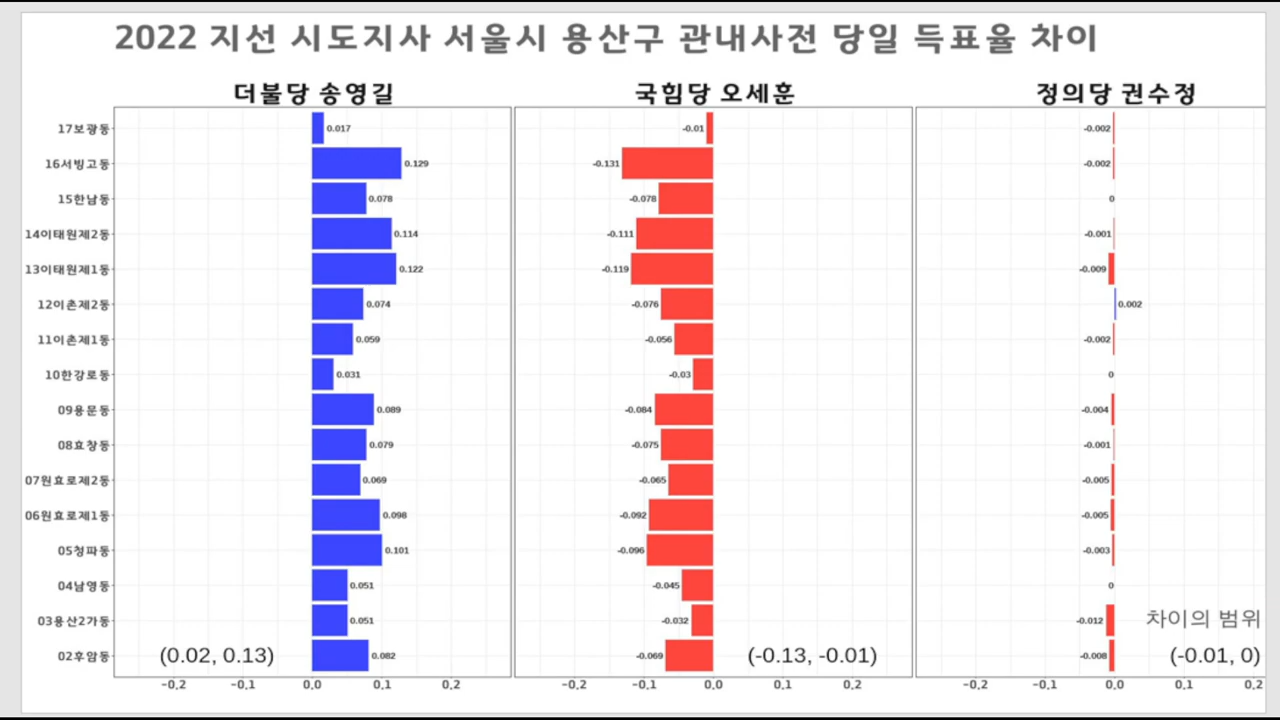 2022 지선 시도지사 서울시 용산구 관내사전 당일 득표율 차이
더불당 송영길 국힘당 오세훈 정의당 권수정
17보광동 0.017 -0.01 -0.002
16서빙고동 0.129 -0.131 -0.002
15한남동 0.078 -0.078 0
14이태원제2동 0.114 -0.111 -0.001
13이태원제1동 0.122 -0.119 -0.009
12이촌제2동 0.074 -0.076 0.002
11이촌제1동 0.059 -0.056 -0.002
10한강로동 0.031 -0.03 0
09용문동 0.089 -0.084 -0.004
08효창동 0.079 -0.075 -0.001
07원효로제2동 0.069 -0.065 -0.005
06원효로제1동 0.098 -0.092 -0.005
05청파동 0.101 -0.096 -0.003
04남영동 0.051 -0.045 0
03용산2가동 0.051 -0.032 -0.012 차이의 범위
02후암동 (0.02, 0.13) 0.082 -0.069 (-0.13, -0.01) -0.008 (-0.01, 0)
-0.2 -0.1 0.0 0.1 0.2 -0.2 -0.1 0.0 0.1 0.2 -0.2 -0.1 0.0 0.1 0.2